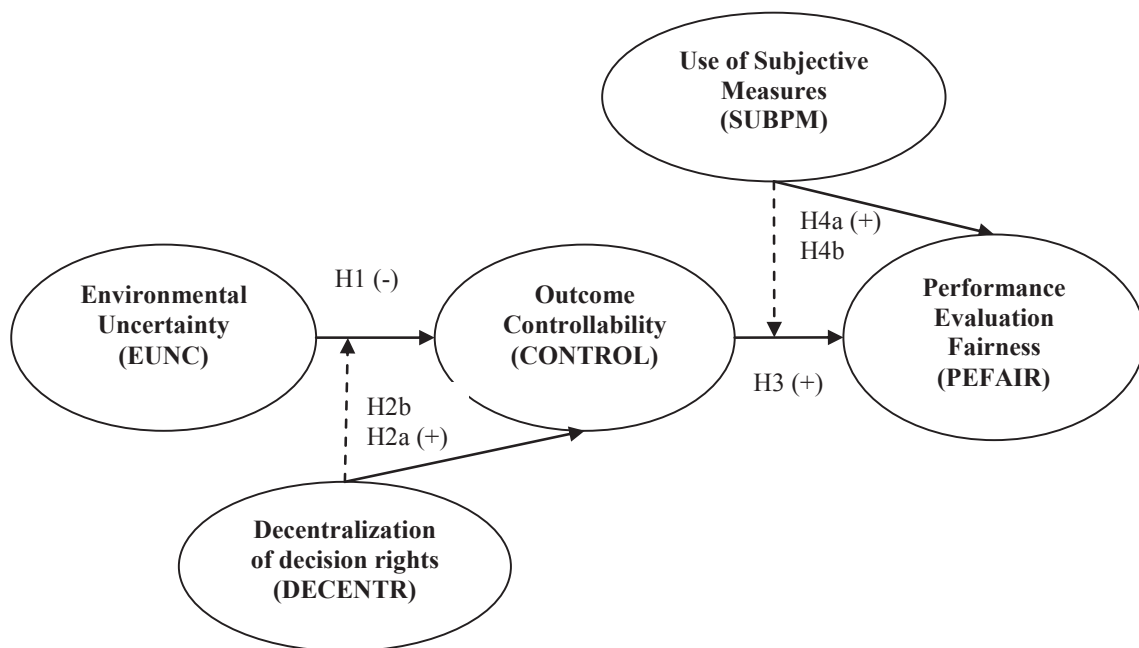 Use of Subjective
Measures
(SUBPM)
H4a (+)
H4b
Environmental
Uncertainty
(EUNC)
H1 (-)
Outcome
Controllability
(CONTROL)
H3 (+)
Performance
Evaluation
Fairness
(PEFAIR)
H2b
H2a (+)
Decentralization
of decision rights
(DECENTR)